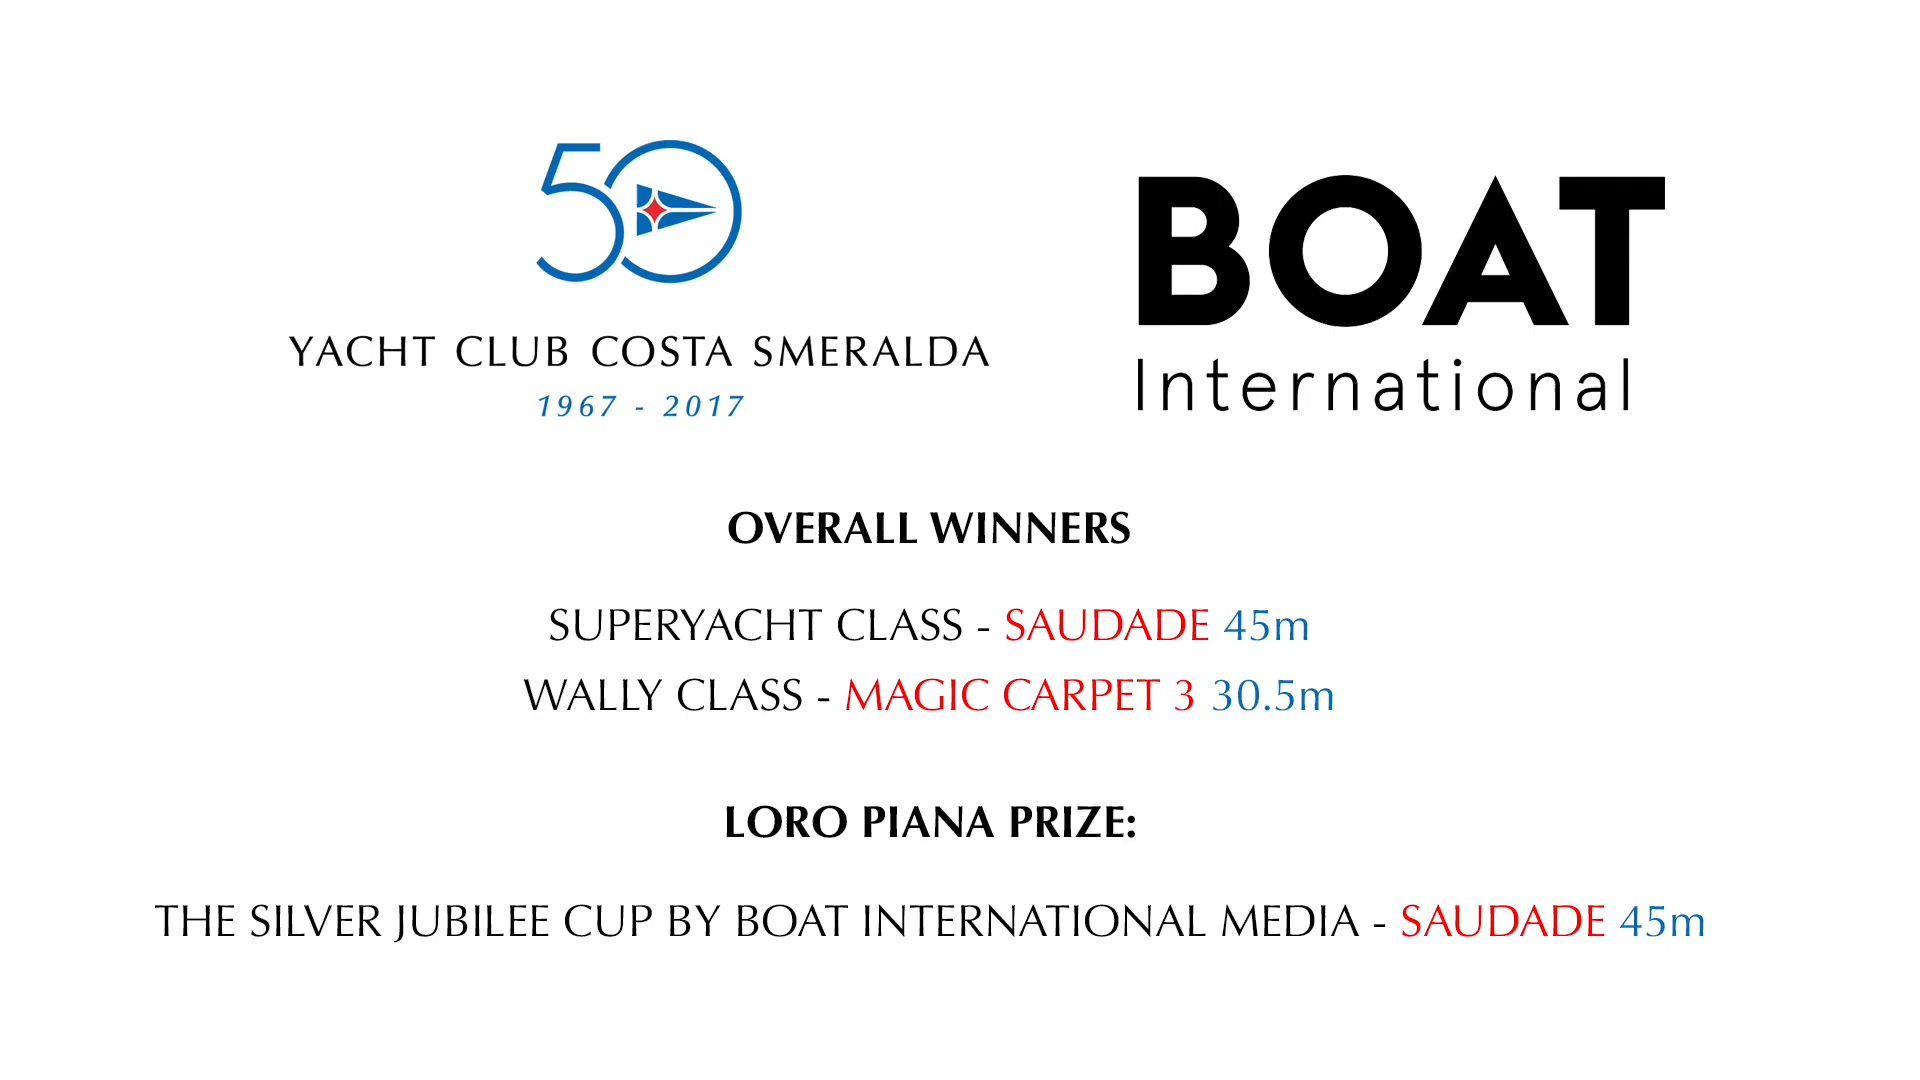 50
YACHT CLUB COSTA SMERALDA
1967 - 2017
BOAT
International
OVERALL WINNERS
SUPERYACHT CLASS - SAUDADE 45m
WALLY CLASS - MAGIC CARPET 3 30.5m
LORO PIANA PRIZE:
THE SILVER JUBILEE CUP BY BOAT INTERNATIONAL MEDIA - SAUDADE 45m